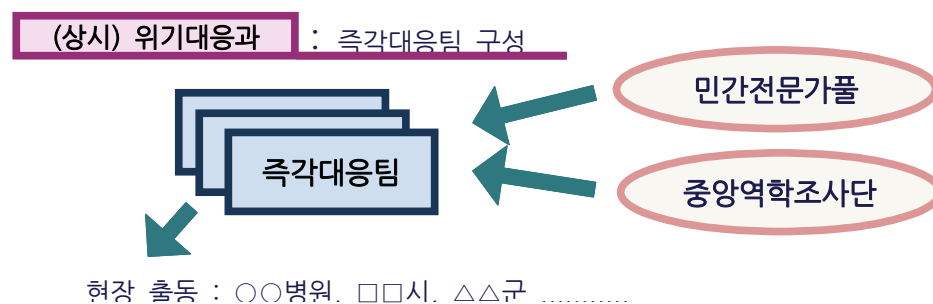 (상시) 위기대응과 : 즉각대응팀 구성
민간전문가풀
즉각대응팀
중앙역학조사단
현장 출동 : ○○병원, □□시, △△군 ...........